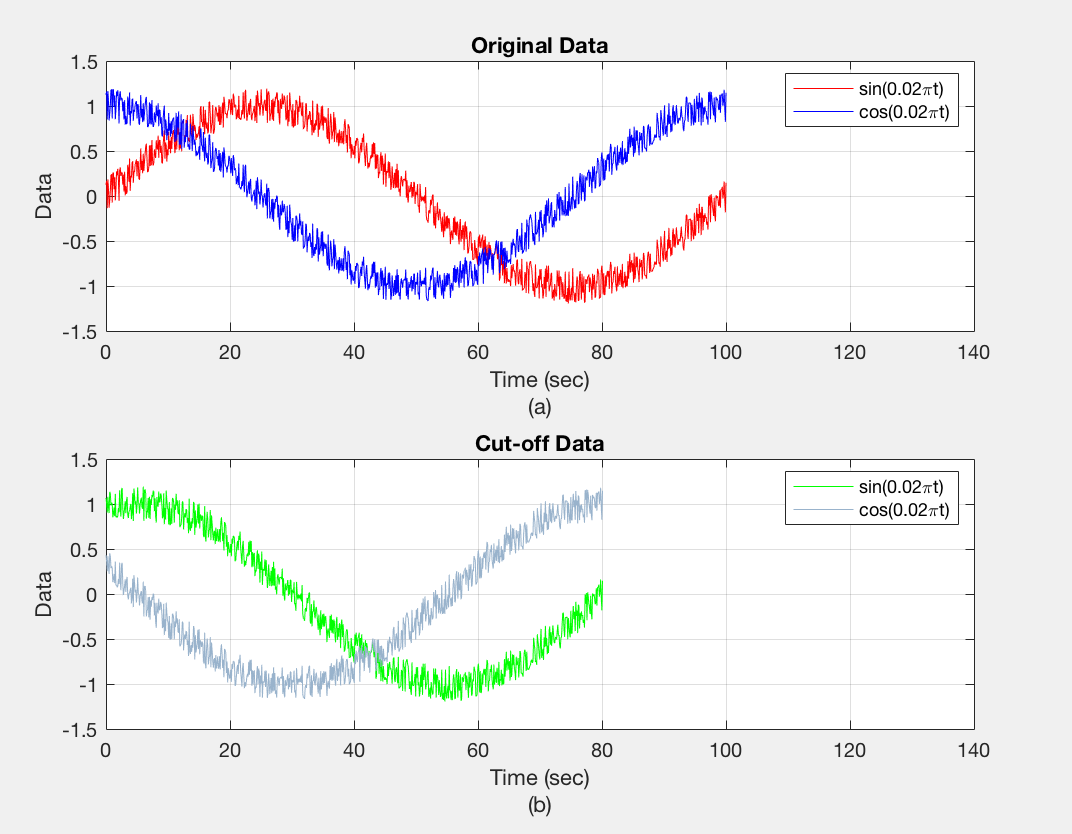 Original Data
1.5
1
0.5
0
-0.5
-1
-1.5
Data
sin(0.02πt)
cos(0.02πt)
0 20 40 60 80 100 120 140
Time (sec)
(a)
Cut-off Data
1.5
1
0.5
0
-0.5
-1
-1.5
Data
sin(0.02πt)
cos(0.02πt)
0 20 40 60 80 100 120 140
Time (sec)
(b)